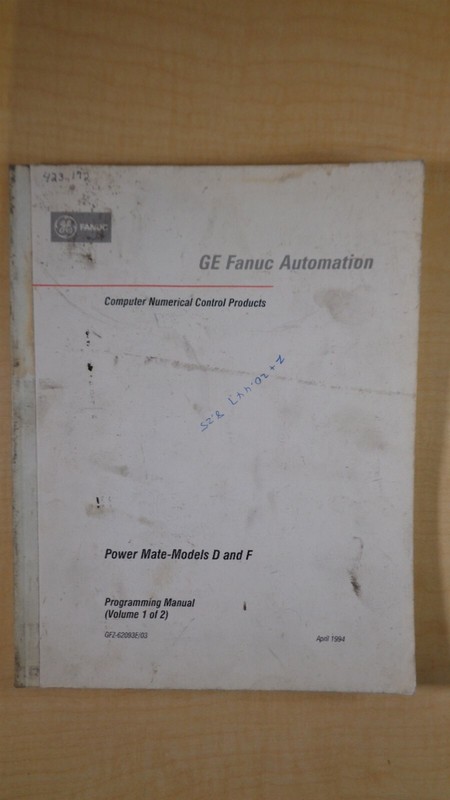 423-172
GE FANUC
GE Fanuc Automation
Computer Numerical Control Products
Power Mate-Models D and F
Programming Manual
(Volume 1 of 2)
GFZ-62093E/03
April 1994